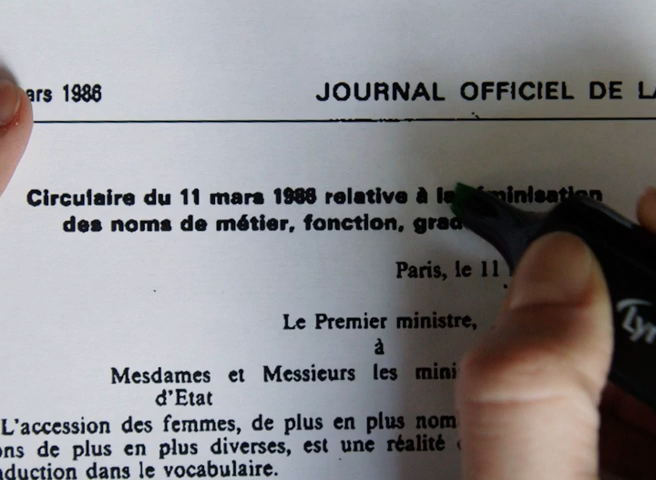 ars 1986 JOURNAL OFFICIEL DE LA
Circulaire du 11 mars 1986 relative à la féminisation
des noms de métier, fonction, grad
Paris, le 11
Le Premier ministre,
à
Mesdames et Messieurs les mini
d'Etat
L'accession des femmes, de plus en plus nom
ons de plus en plus diverses, est une réalité
duction dans le vocabulaire.
Lyr